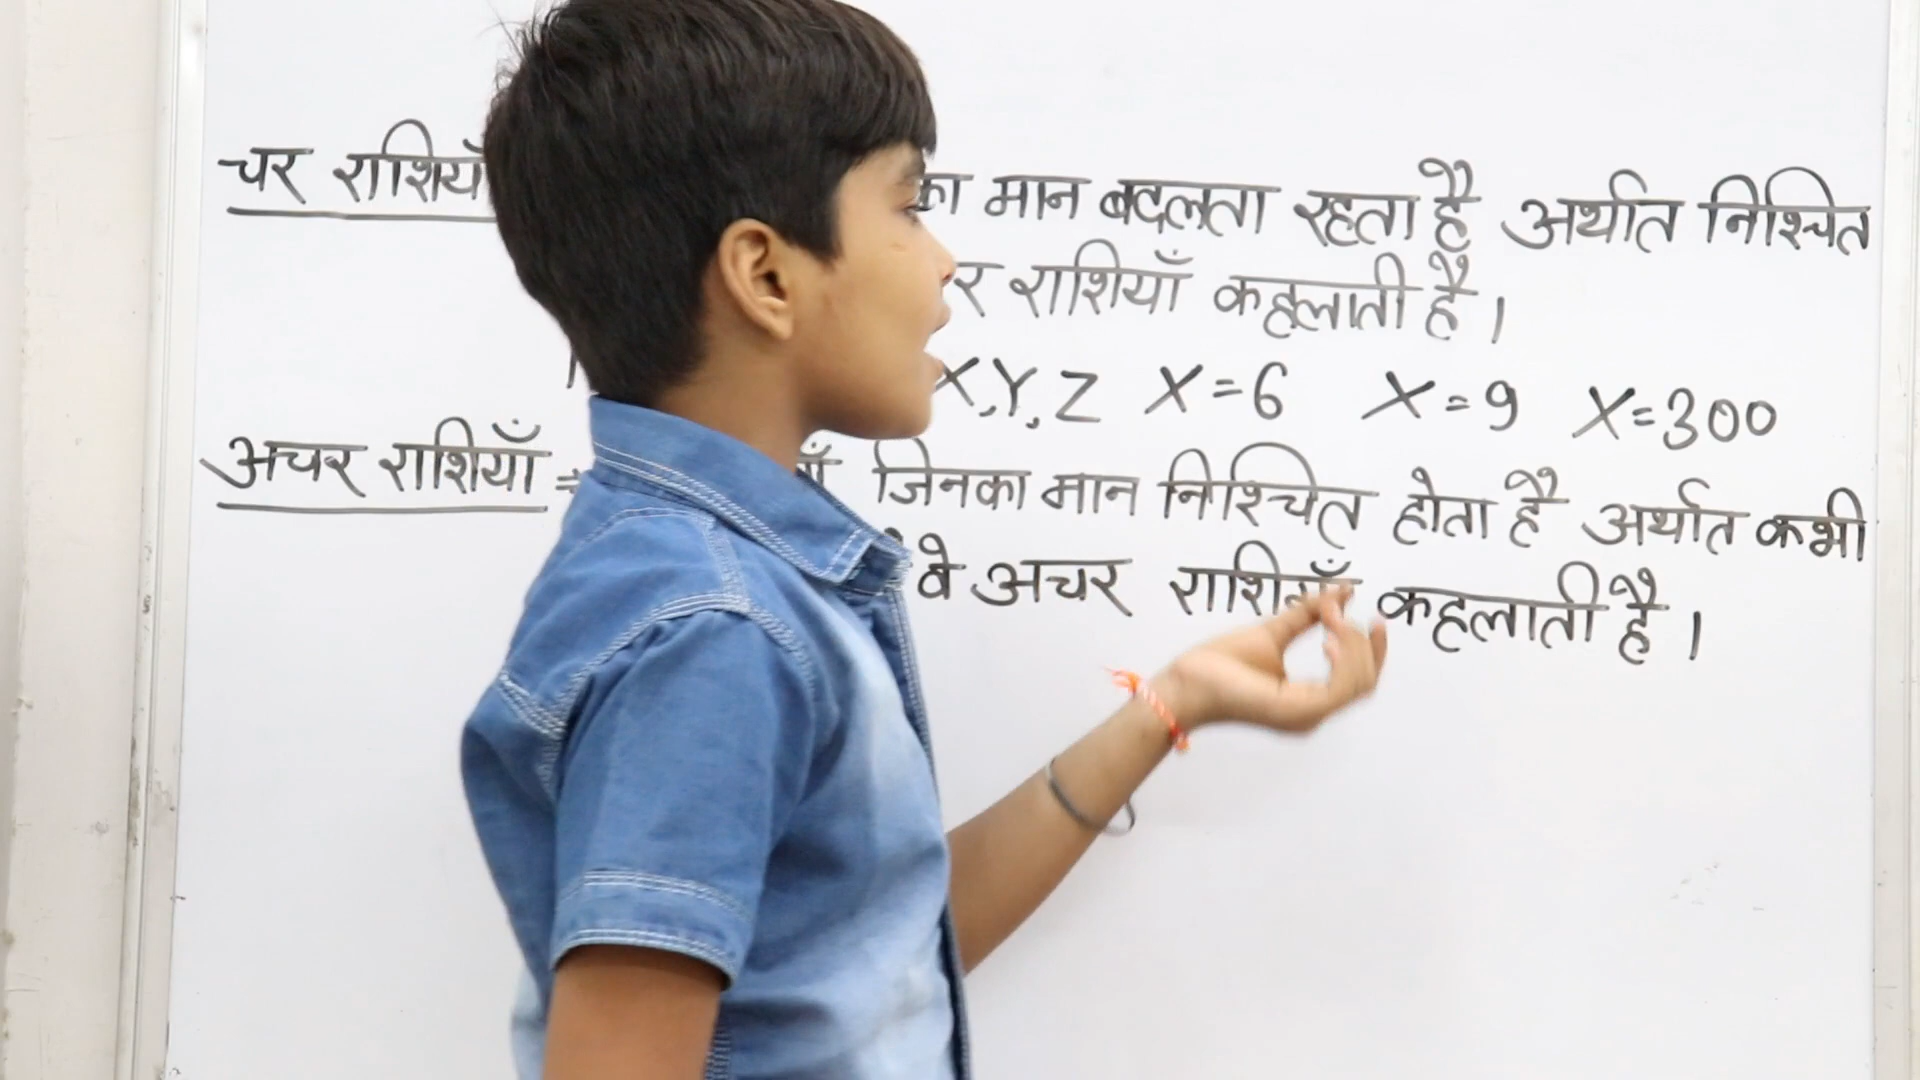 चर राशियाँ का मान बदलता रहता है अर्थात निश्चित
राशियाँ कहलाती है।
X,Y,Z X=6 X=9 X=300
अचर राशियाँ = जिनका मान निश्चित होता है अर्थात कभी
वे अचर राशियाँ कहलाती है।